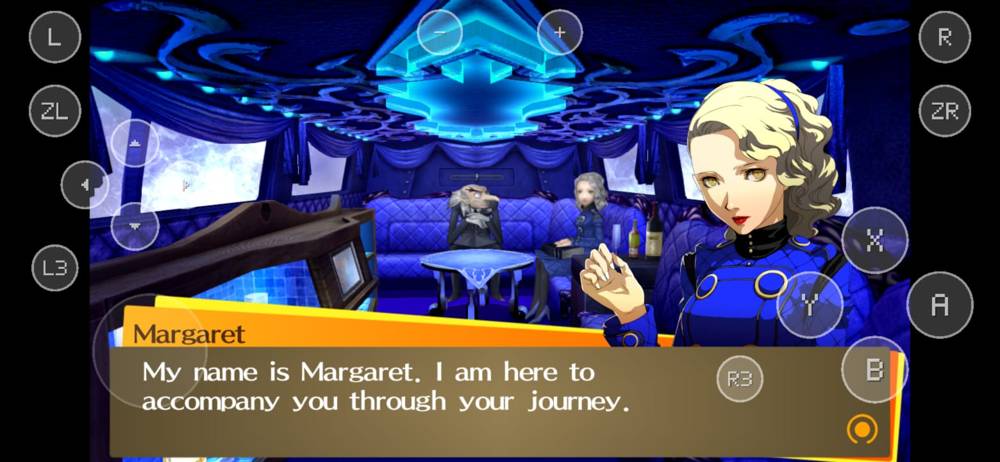 L
-
+
R
ZL
ZR
L3
X
Y
A
Margaret
My name is Margaret. I am here to
accompany you through your journey.
R3
B